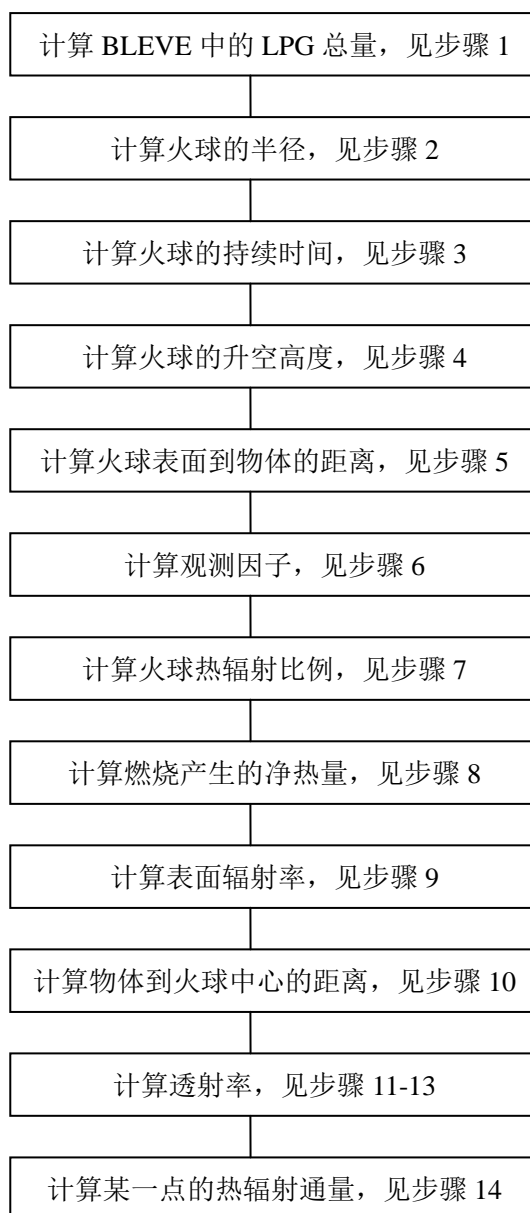 计算 BLEVE 中的 LPG 总量，见步骤 1
计算火球的半径，见步骤 2
计算火球的持续时间，见步骤 3
计算火球的升空高度，见步骤 4
计算火球表面到物体的距离，见步骤 5
计算观测因子，见步骤 6
计算火球热辐射比例，见步骤 7
计算燃烧产生的净热量，见步骤 8
计算表面辐射率，见步骤 9
计算物体到火球中心的距离，见步骤 10
计算透射率，见步骤 11-13
计算某一点的热辐射通量，见步骤 14